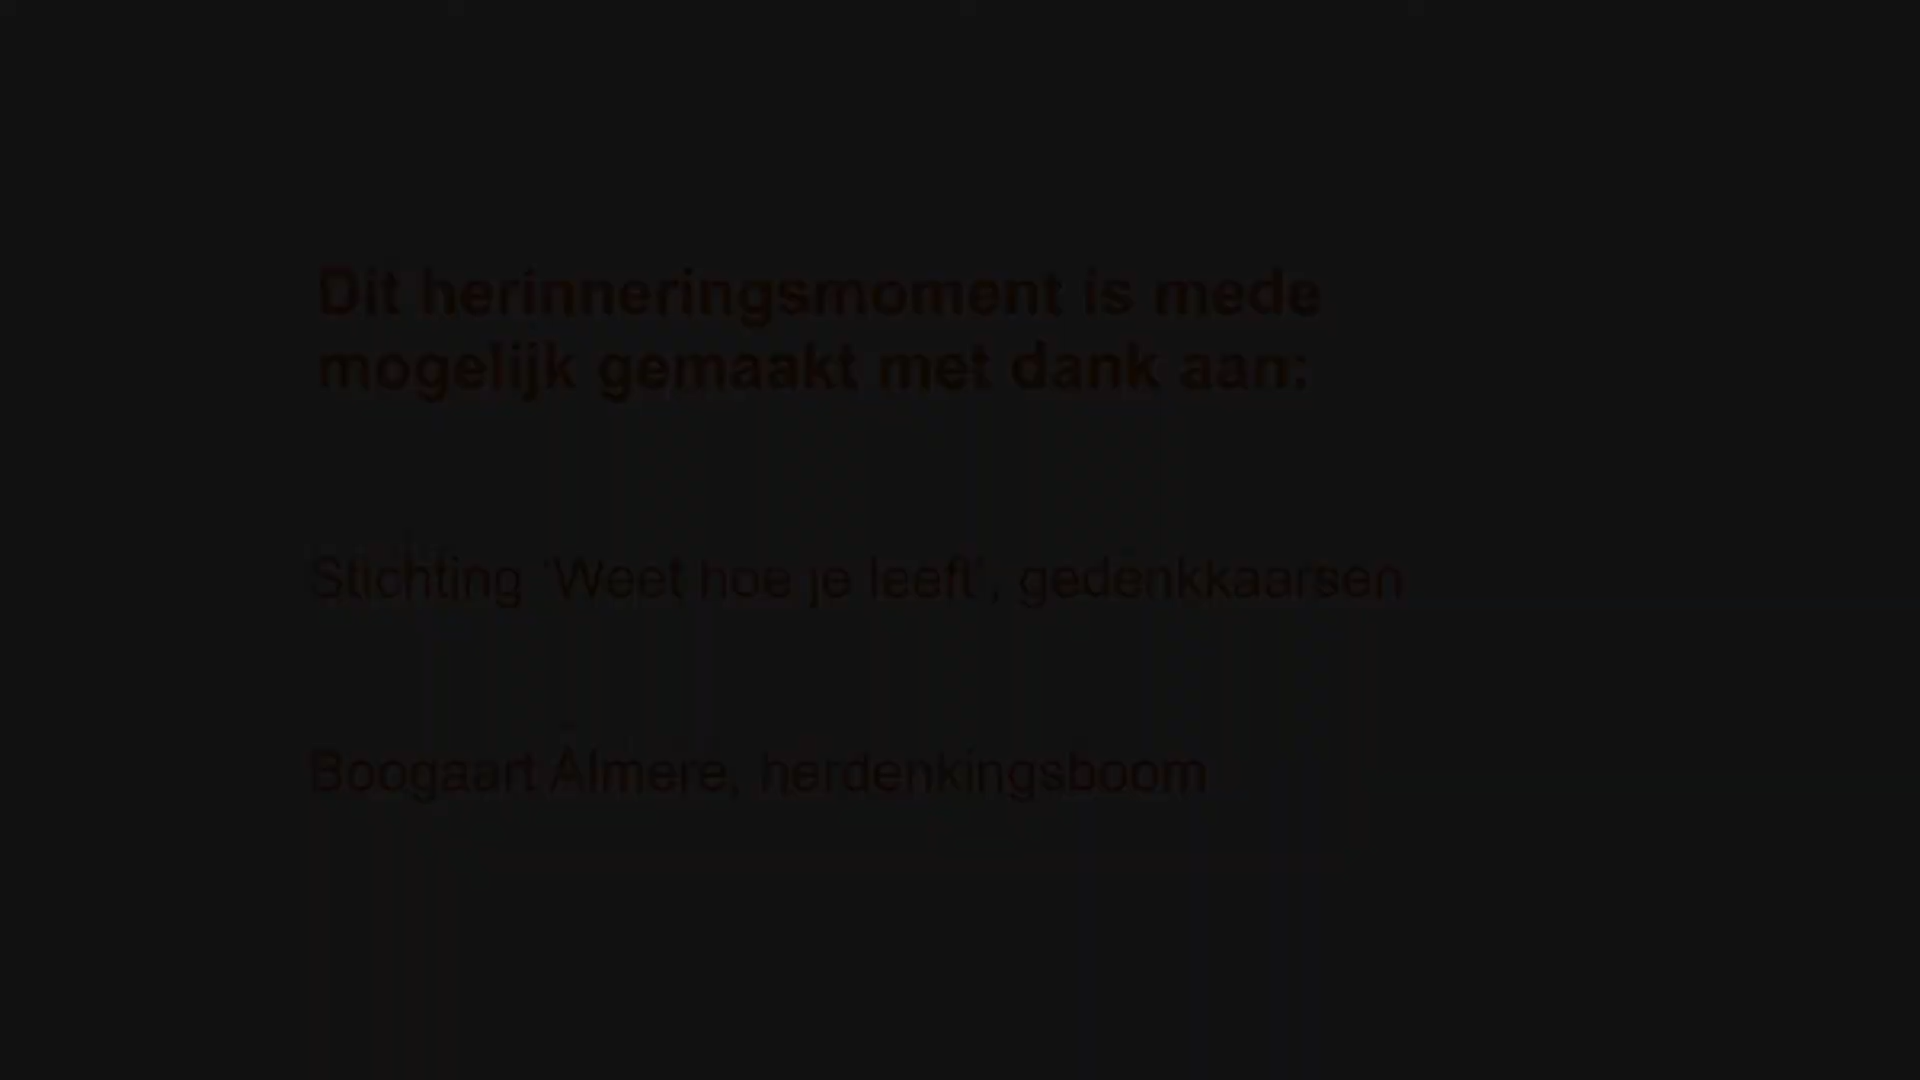 Dit herinneringsmoment is mede
mogelijk gemaakt met dank aan:
Stichting 'Weet hoe je leeft', gedenkkaarsen
Boogaart Almere, herdenkingsboom